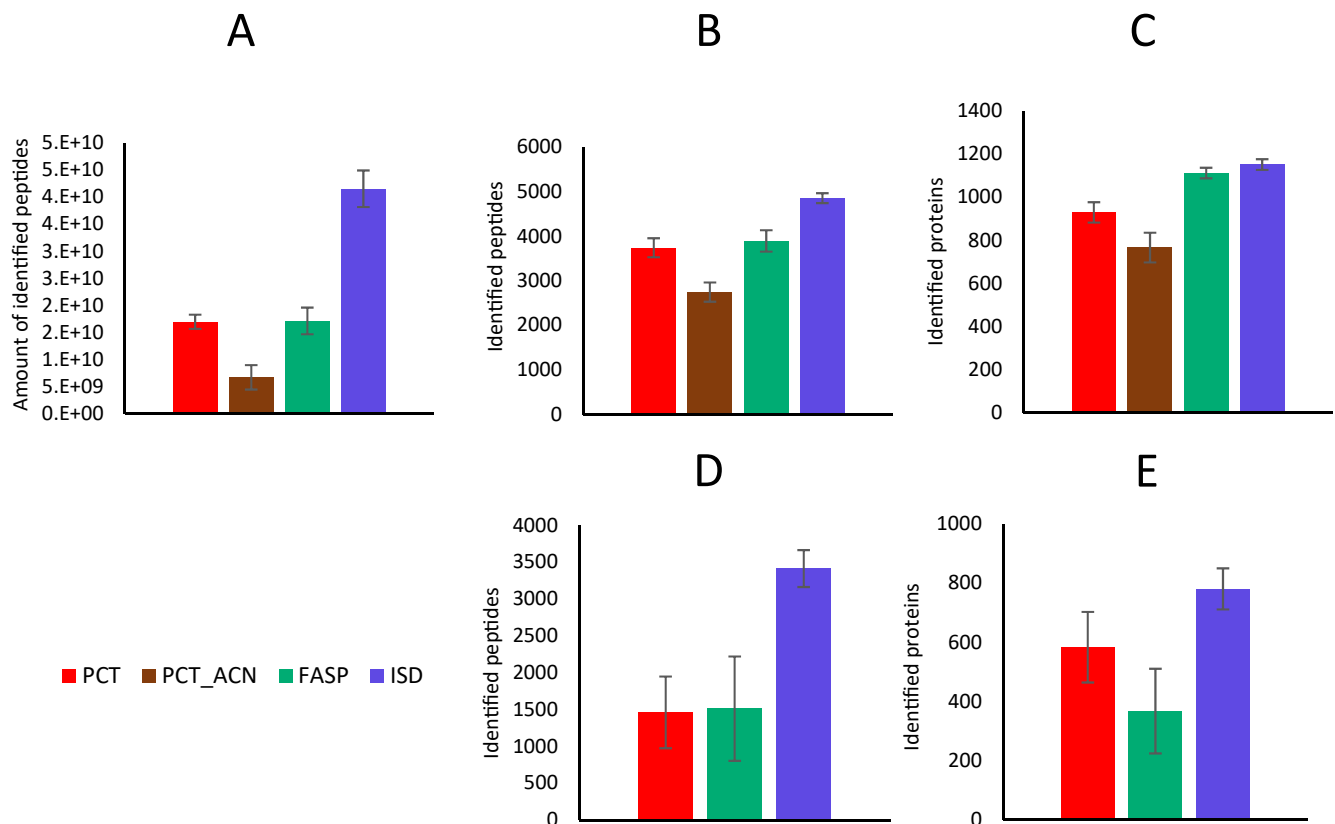 A
B
C
Amount of identified peptides
5.E+10
5.E+10
4.E+10
4.E+10
3.E+10
3.E+10
2.E+10
2.E+10
1.E+10
5.E+09
0.E+00
Identified peptides
6000
5000
4000
3000
2000
1000
0
Identified proteins
1400
1200
1000
800
600
400
200
0
D
E
Identified peptides
4000
3500
3000
2500
2000
1500
1000
500
0
Identified proteins
1000
800
600
400
200
0
PCT PCT_ACN FASP ISD